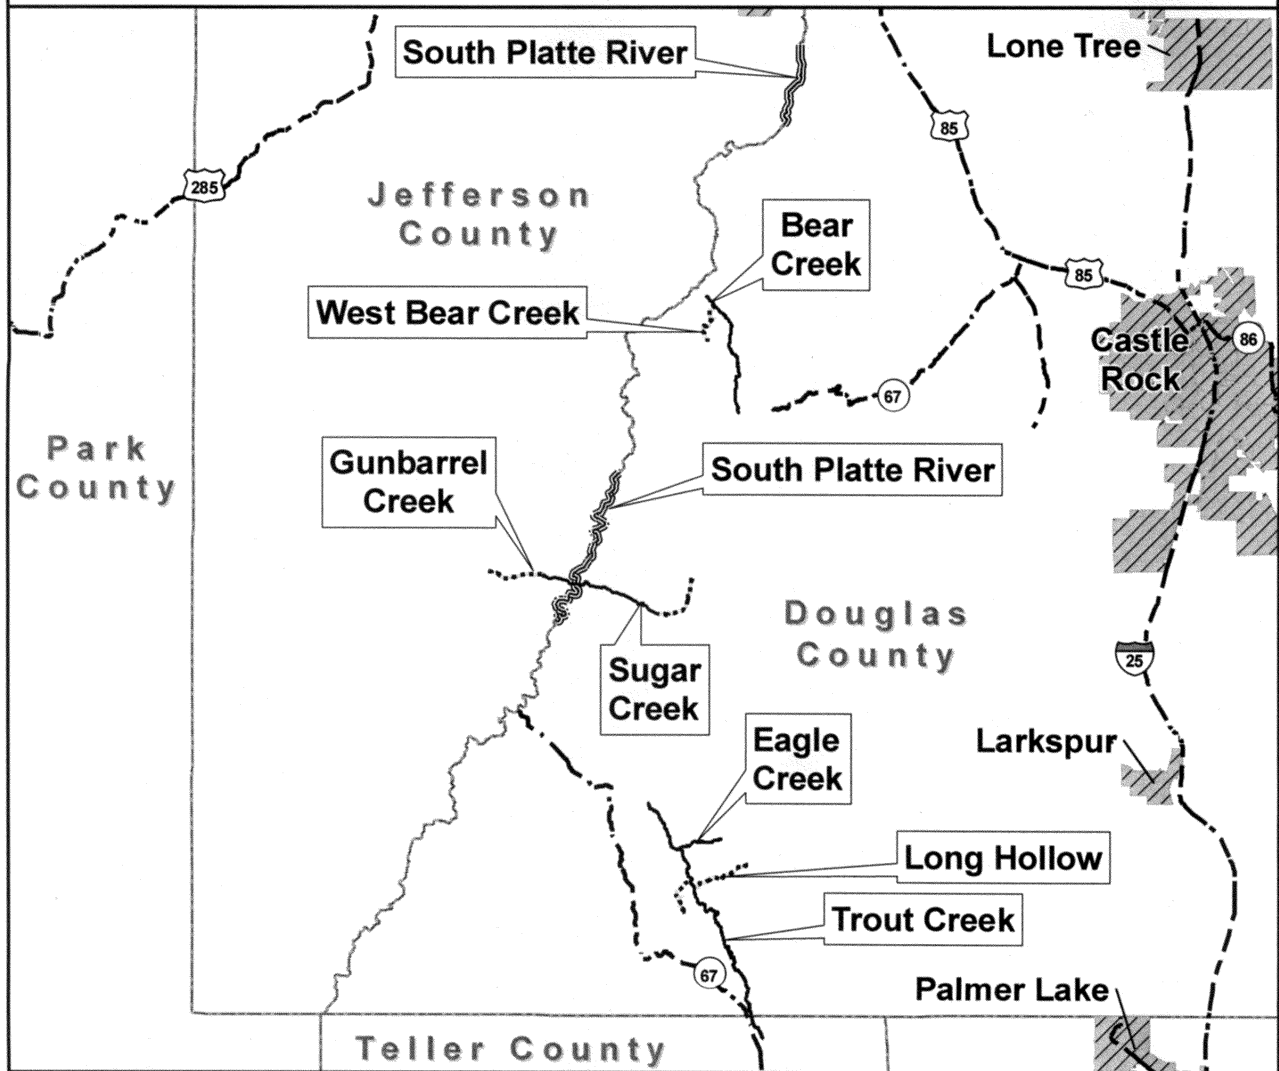 South Platte River
Lone Tree
85
285
Jefferson
County
Bear
Creek
85
West Bear Creek
Castle
Rock
86
67
Park
County
Gunbarrel
Creek
South Platte River
Douglas
County
25
Sugar
Creek
Eagle
Creek
Larkspur
Long Hollow
Trout Creek
67
Palmer Lake
Teller County